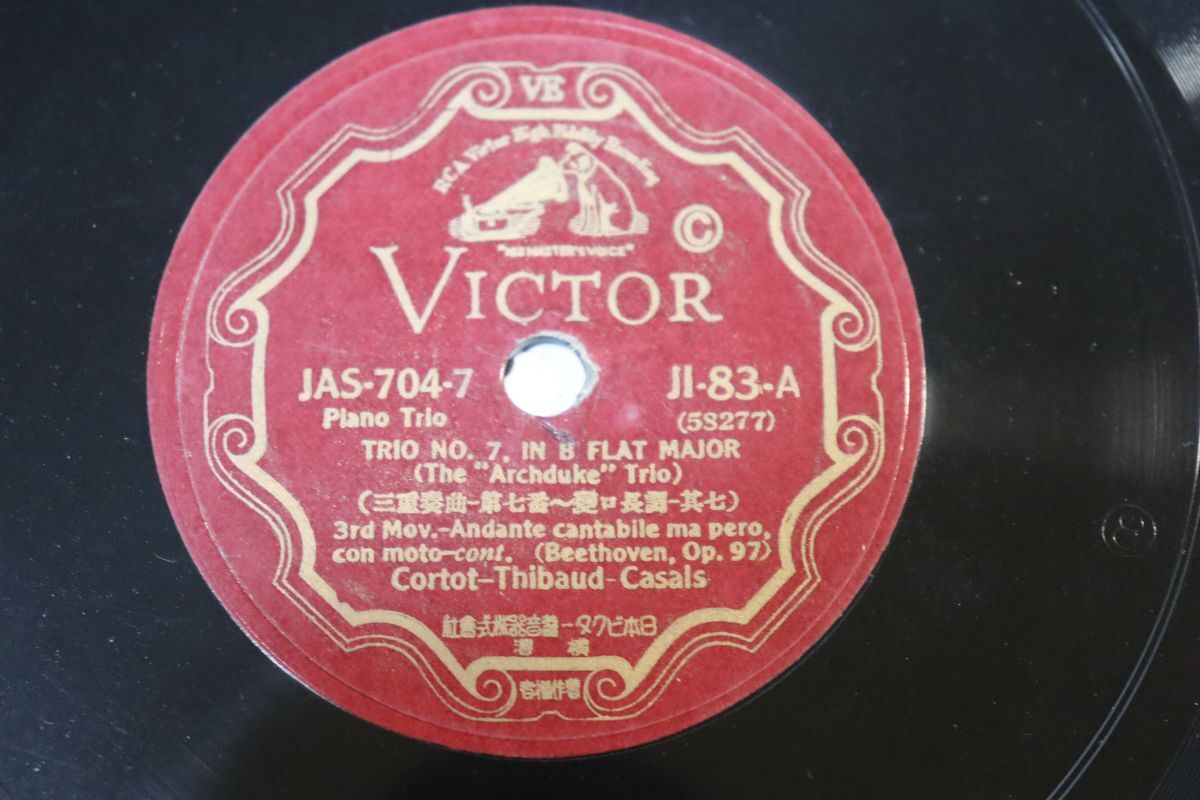 VE
RCA Victor High Fidelity Recording
"HIS MASTER'S VOICE"
©
VICTOR
JAS-704-7 JI-83-A
Piano Trio (58277)
TRIO NO. 7, IN B FLAT MAJOR
(The "Archduke" Trio)
(三重奏曲-第七番～變ロ長調-其七)
3rd Mov.-Andante cantabile ma pero,
con moto-cont. (Beethoven, Op. 97)
Cortot-Thibaud-Casals
社會式株器音蓄ータクビ本日
濱橫
音權作著
8